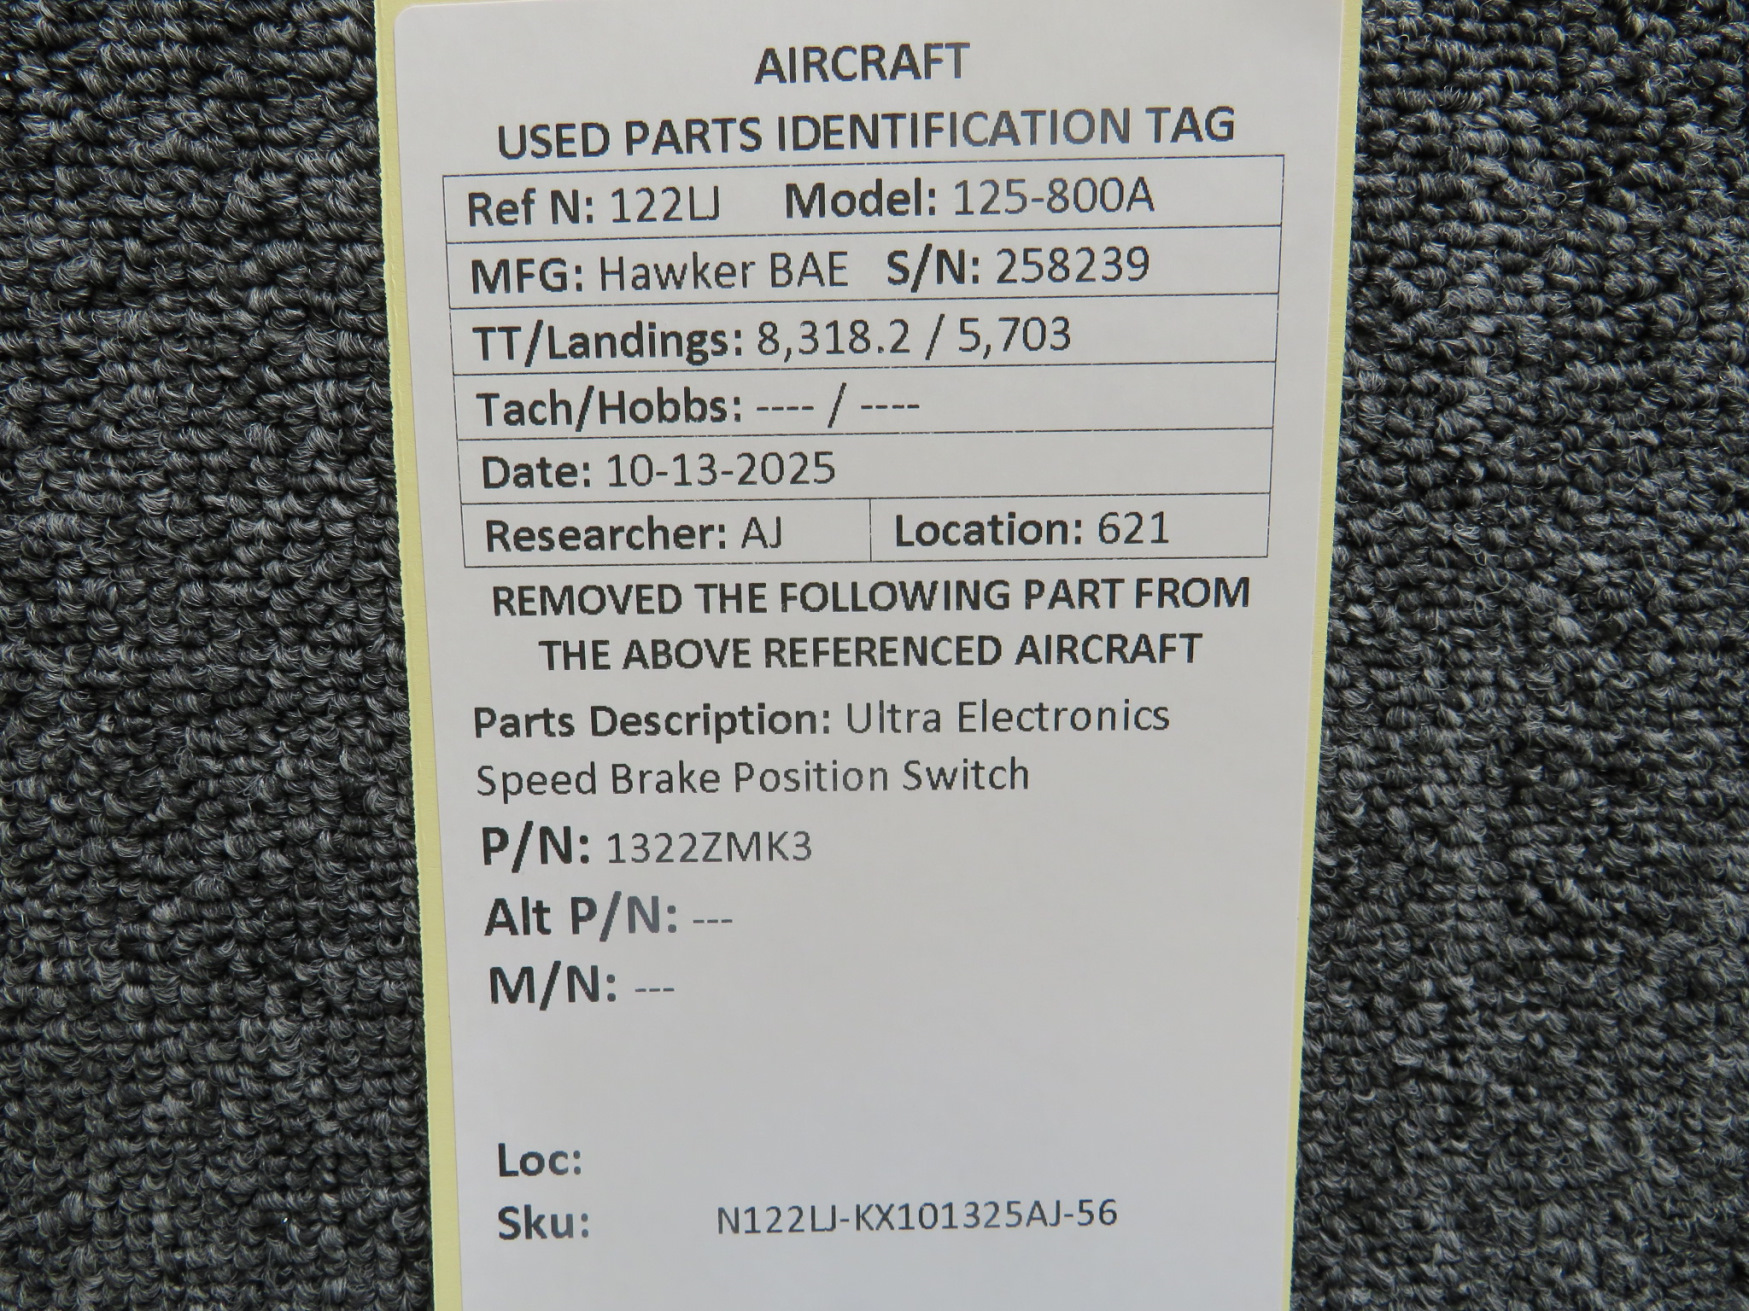 AIRCRAFT
USED PARTS IDENTIFICATION TAG
Ref N: 122LJ Model: 125-800A
MFG: Hawker BAE S/N: 258239
TT/Landings: 8,318.2 / 5,703
Tach/Hobbs: ---- / ----
Date: 10-13-2025
Researcher: AJ Location: 621
REMOVED THE FOLLOWING PART FROM
THE ABOVE REFERENCED AIRCRAFT
Parts Description: Ultra Electronics
Speed Brake Position Switch
P/N: 1322ZMK3
Alt P/N: ---
M/N: ---
Loc:
Sku: N122LJ-KX101325AJ-56